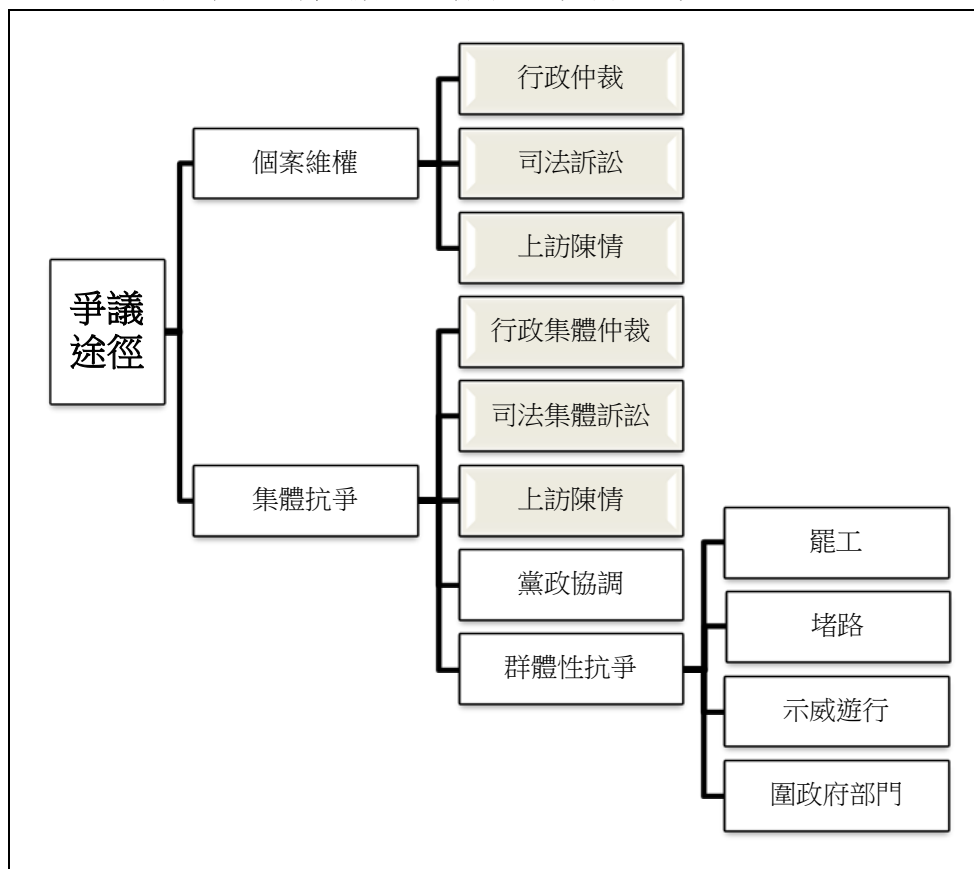 爭議
途徑
個案維權
行政仲裁
司法訴訟
上訪陳情
集體抗爭
行政集體仲裁
司法集體訴訟
上訪陳情
黨政協調
群體性抗爭
罷工
堵路
示威遊行
圍政府部門